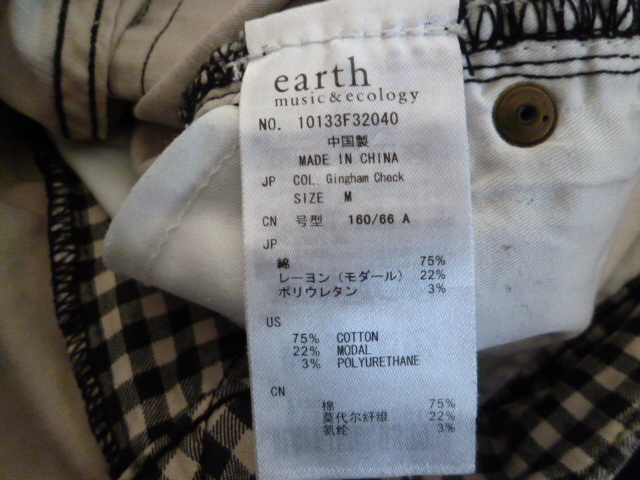 earth
music&ecology
NO. 10133F32040
中国製
MADE IN CHINA
JP COL. Gingham Check
SIZE M
CN 号型 160/66 A
JP
綿 75%
レーヨン（モダール） 22%
ポリウレタン 3%
US
75% COTTON
22% MODAL
3% POLYURETHANE
CN
棉 75%
莫代尔纤维 22%
氨纶 3%